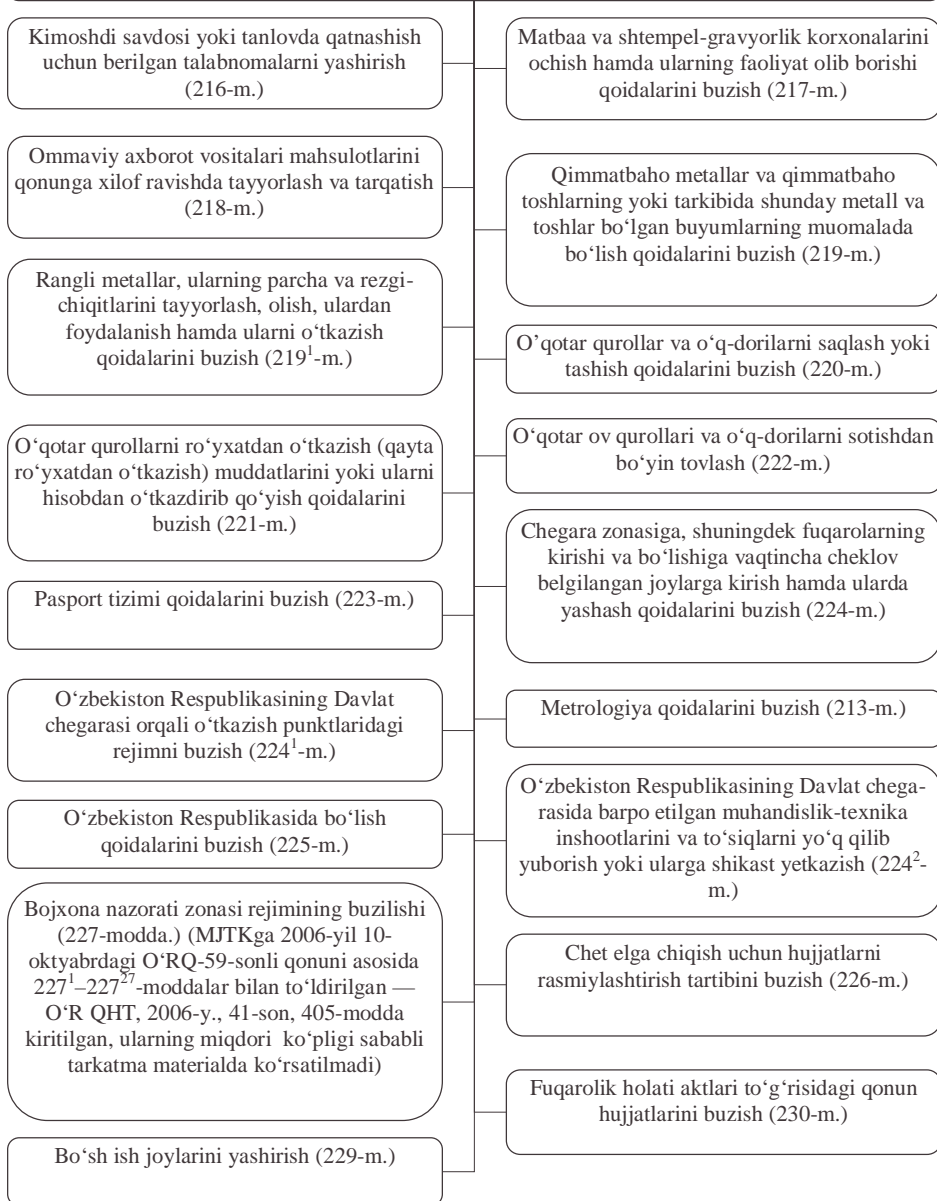 Kimoshdi savdosi yoki tanlovda qatnashish
uchun berilgan talabnomalarni yashirish
(216-m.)
Matbaa va shtempel-gravyorlik korxonalarini
ochish hamda ularning faoliyat olib borishi
qoidalarini buzish (217-m.)
Ommaviy axborot vositalari mahsulotlarini
qonunga xilof ravishda tayyorlash va tarqatish
(218-m.)
Qimmatbaho metallar va qimmatbaho
toshlarning yoki tarkibida shunday metall va
toshlar bo‘lgan buyumlarning muomalada
bo‘lish qoidalarini buzish (219-m.)
Rangli metallar, ularning parcha va rezgi-
chiqitlarini tayyorlash, olish, ulardan
foydalanish hamda ularni o‘tkazish
qoidalarini buzish (219¹-m.)
O’qotar qurollar va o‘q-dorilarni saqlash yoki
tashish qoidalarini buzish (220-m.)
O‘qotar qurollarni ro‘yxatdan o‘tkazish (qayta
ro‘yxatdan o‘tkazish) muddatlarini yoki ularni
hisobdan o‘tkazdirib qo‘yish qoidalarini
buzish (221-m.)
O‘qotar ov qurollari va o‘q-dorilarni sotishdan
bo‘yin tovlash (222-m.)
Pasport tizimi qoidalarini buzish (223-m.)
Chegara zonasiga, shuningdek fuqarolarning
kirishi va bo‘lishiga vaqtincha cheklov
belgilangan joylarga kirish hamda ularda
yashash qoidalarini buzish (224-m.)
O‘zbekiston Respublikasining Davlat
chegarasi orqali o‘tkazish punktlaridagi
rejimni buzish (224¹-m.)
Metrologiya qoidalarini buzish (213-m.)
O‘zbekiston Respublikasida bo‘lish
qoidalarini buzish (225-m.)
O‘zbekiston Respublikasining Davlat chega-
rasida barpo etilgan muhandislik-texnika
inshootlarini va to‘siqlarni yo‘q qilib
yuborish yoki ularga shikast yetkazish (224²-
m.)
Bojxona nazorati zonasi rejimining buzilishi
(227-modda.) (MJTKga 2006-yil 10-
oktyabrdagi O‘RQ-59-sonli qonuni asosida
227¹–227²⁷-moddalar bilan to‘ldirilgan —
O‘R QHT, 2006-y., 41-son, 405-modda
kiritilgan, ularning miqdori ko‘pligi sababli
tarkatma materialda ko‘rsatilmadi)
Chet elga chiqish uchun hujjatlarni
rasmiylashtirish tartibini buzish (226-m.)
Fuqarolik holati aktlari to‘g‘risidagi qonun
hujjatlarini buzish (230-m.)
Bo‘sh ish joylarini yashirish (229-m.)